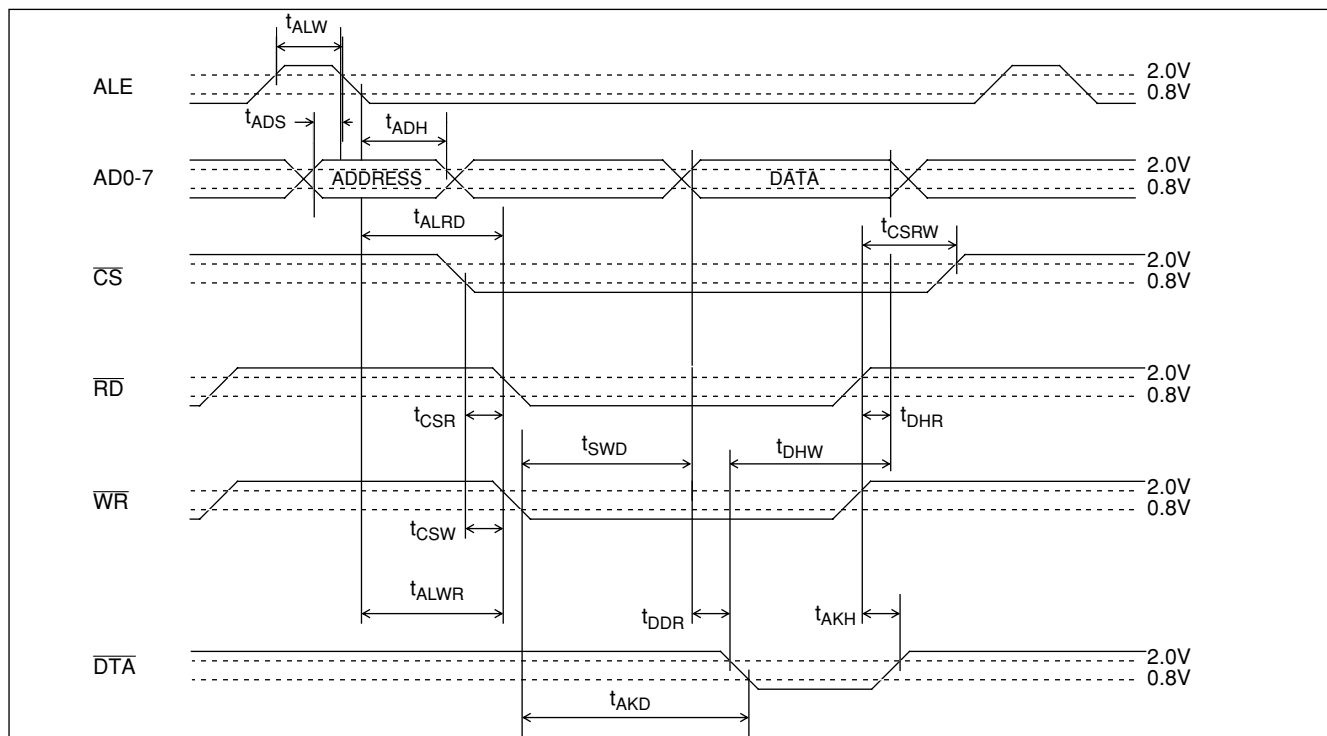 tALW
ALE
2.0V
0.8V
tADS
tADH
AD0-7
ADDRESS
DATA
2.0V
0.8V
tALRD
tCSRW
CS
2.0V
0.8V
RD
2.0V
0.8V
tCSR
tDHR
tSWD
tDHW
WR
2.0V
0.8V
tCSW
tALWR
tDDR
tAKH
DTA
2.0V
0.8V
tAKD